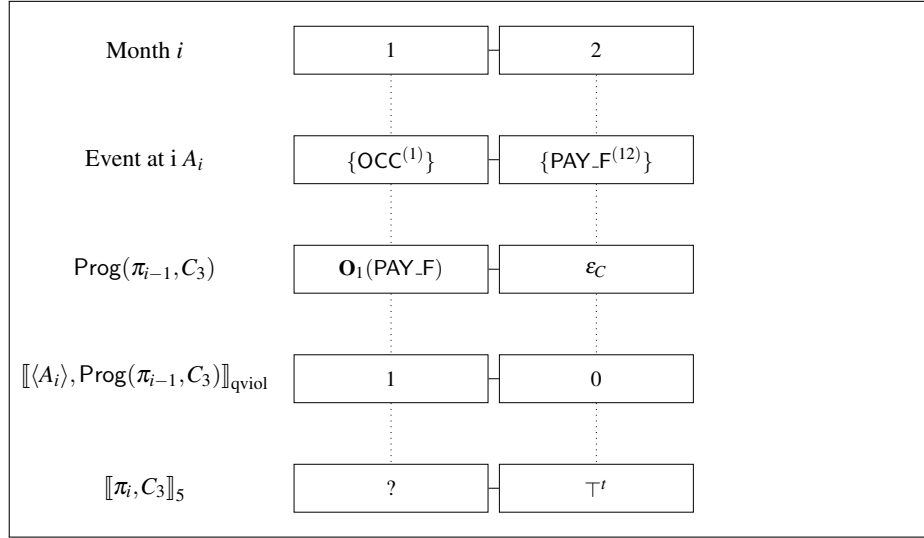 Month i 1 2
Event at i A_i {OCC^(1)} {PAY_F^(12)}
Prog(π_{i−1}, C_3) O_1(PAY_F) ε_C
⟦⟨A_i⟩, Prog(π_{i−1}, C_3)⟧_qviol 1 0
⟦π_i, C_3⟧_5 ? ⊤^t